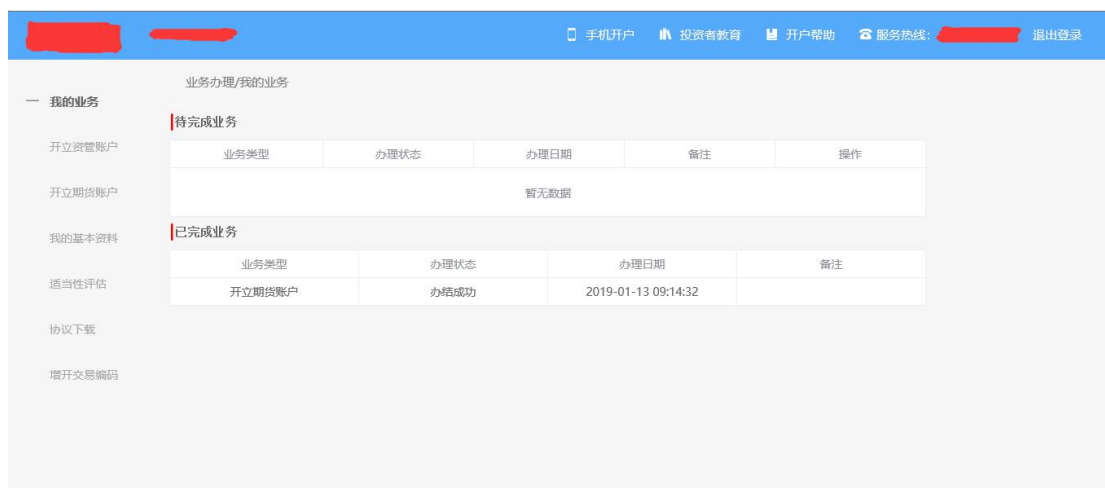 手机开户 投资者教育 开户帮助 服务热线: 退出登录
业务办理/我的业务
一 我的业务
开立资管账户
开立期货账户
我的基本资料
适当性评估
协议下载
增开交易编码
待完成业务
业务类型 办理状态 办理日期 备注 操作
暂无数据
已完成业务
业务类型 办理状态 办理日期 备注
开立期货账户 办结成功 2019-01-13 09:14:32